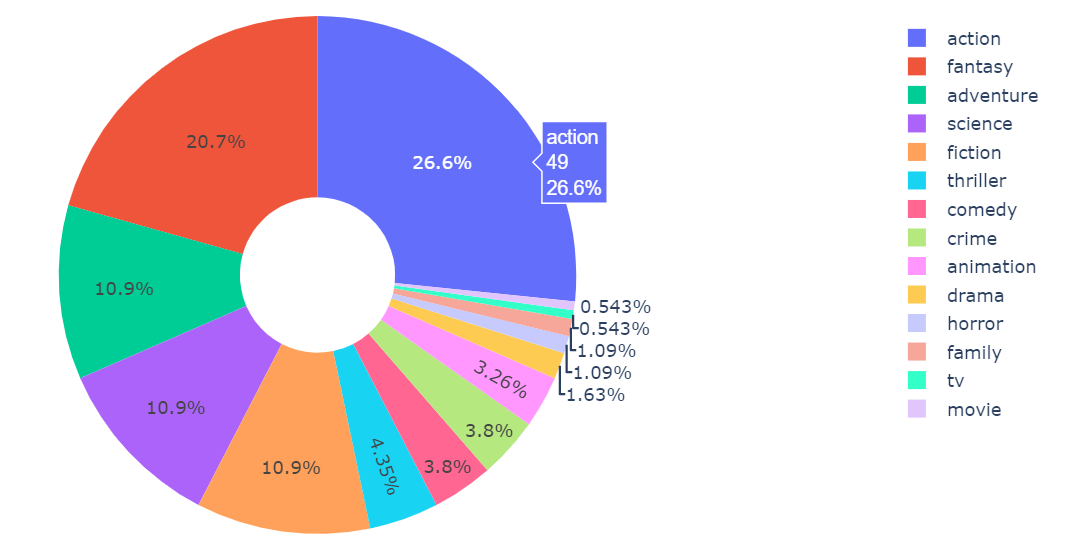 26.6%
action
49
26.6%
20.7%
10.9%
10.9%
10.9%
4.35%
3.8%
3.8%
3.26%
1.63%
1.09%
1.09%
0.543%
0.543%
action
fantasy
adventure
science
fiction
thriller
comedy
crime
animation
drama
horror
family
tv
movie